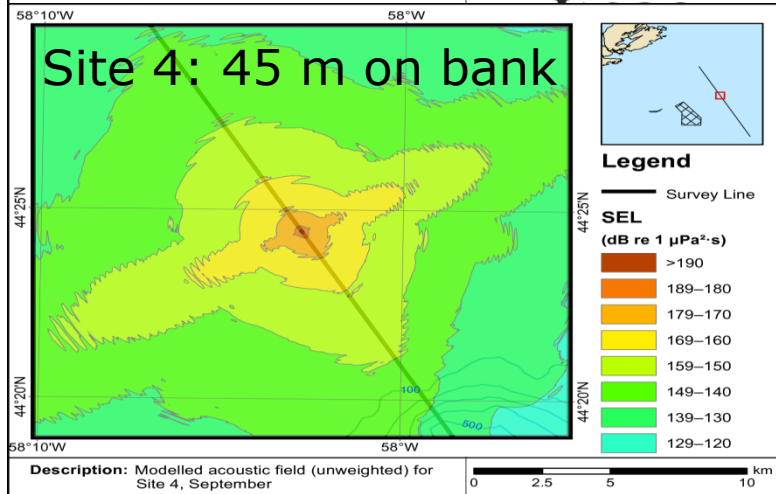 58°10'W
58°W
Site 4: 45 m on bank
44°25'N
44°25'N
44°20'N
44°20'N
100
500
58°10'W
58°W
Legend
Survey Line
SEL
(dB re 1 µPa²·s)
>190
189–180
179–170
169–160
159–150
149–140
139–130
129–120
Description: Modelled acoustic field (unweighted) for
Site 4, September
km
0 2.5 5 10